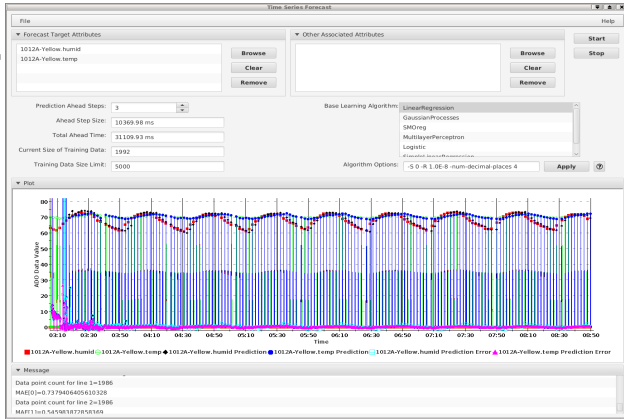 Time Series Forecast
File
Help
Forecast Target Attributes
1012A-Yellow.humid
1012A-Yellow.temp
Browse
Clear
Remove
Other Associated Attributes
Browse
Clear
Remove
Start
Stop
Prediction Ahead Steps: 3
Ahead Step Size: 10369.98 ms
Total Ahead Time: 31109.93 ms
Current Size of Training Data: 1992
Training Data Size Limit: 5000
Base Learning Algorithm: LinearRegression
GaussianProcesses
SMOreg
MultilayerPerceptron
Logistic
SimpleLinearRegression
Algorithm Options: -S 0 -R 1.0E-8 -num-decimal-places 4
Apply
?
Plot
ADO Data Value
80
70
60
50
40
30
20
10
0
03:10 03:30 03:50 04:10 04:30 04:50 05:10 05:30 05:50 06:10 06:30 06:50 07:10 07:30 07:50 08:10 08:30 08:50
Time
1012A-Yellow.humid 1012A-Yellow.temp 1012A-Yellow.humid Prediction 1012A-Yellow.temp Prediction 1012A-Yellow.humid Prediction Error 1012A-Yellow.temp Prediction Error
Message
Data point count for line 1=1986
MAE[0]=0.7379406405610328
Data point count for line 2=1986
MAE[1]=0.545983872858369